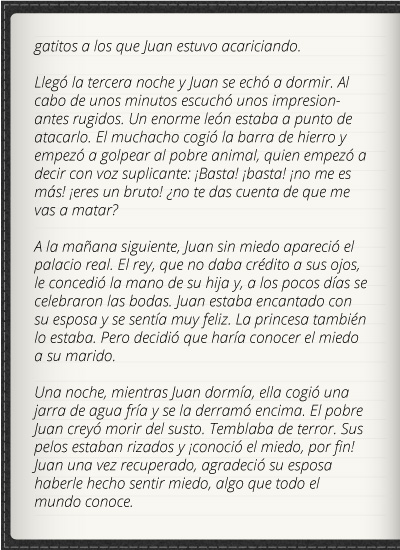 gatitos a los que Juan estuvo acariciando.
Llegó la tercera noche y Juan se echó a dormir. Al
cabo de unos minutos escuchó unos impresion-
antes rugidos. Un enorme león estaba a punto de
atacarlo. El muchacho cogió la barra de hierro y
empezó a golpear al pobre animal, quien empezó a
decir con voz suplicante: ¡Basta! ¡basta! ¡no me es
más! ¡eres un bruto! ¿no te das cuenta de que me
vas a matar?
A la mañana siguiente, Juan sin miedo apareció el
palacio real. El rey, que no daba crédito a sus ojos,
le concedió la mano de su hija y, a los pocos días se
celebraron las bodas. Juan estaba encantado con
su esposa y se sentía muy feliz. La princesa también
lo estaba. Pero decidió que haría conocer el miedo
a su marido.
Una noche, mientras Juan dormía, ella cogió una
jarra de agua fría y se la derramó encima. El pobre
Juan creyó morir del susto. Temblaba de terror. Sus
pelos estaban rizados y ¡conoció el miedo, por fin!
Juan una vez recuperado, agradeció su esposa
haberle hecho sentir miedo, algo que todo el
mundo conoce.